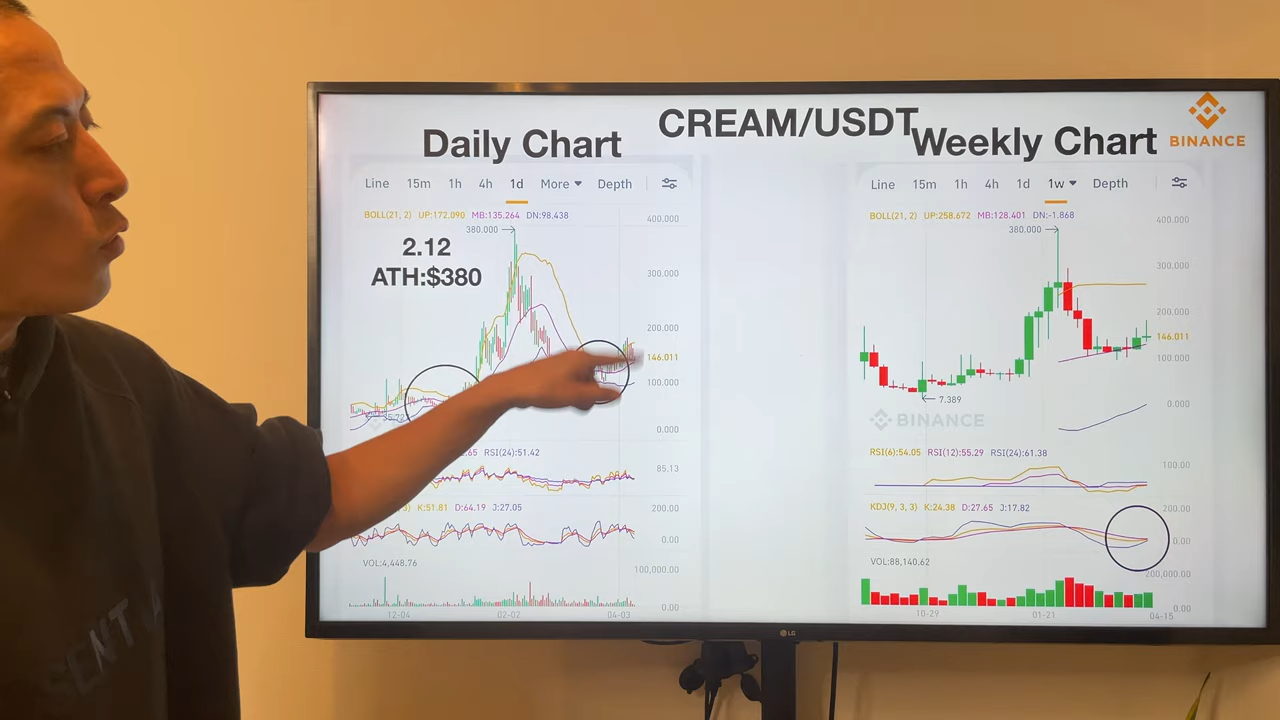 CREAM/USDT
Daily Chart
Line 15m 1h 4h 1d More Depth
BOLL(21, 2) UP:172.090 MB:135.264 DN:98.438
400.000
380.000
2.12
ATH:$380
300.000
200.000
146.011
100.000
0.000
RSI(24):51.42
85.13
K:51.81 D:64.19 J:27.05
200.00
0.00
VOL:4,448.76
100,000.00
0.00
12-04 02-02 04-03
Weekly Chart
BINANCE
Line 15m 1h 4h 1d 1w Depth
BOLL(21, 2) UP:258.672 MB:128.401 DN:-1.868
400.000
380.000
300.000
200.000
146.011
100.000
7.389
0.000
BINANCE
RSI(6):54.05 RSI(12):55.29 RSI(24):61.38
100.00
KDJ(9, 3, 3) K:24.38 D:27.65 J:17.82
200.00
0.00
VOL:88,140.62
200,000.00
0.00
10-29 01-21 04-15
LG
SENT